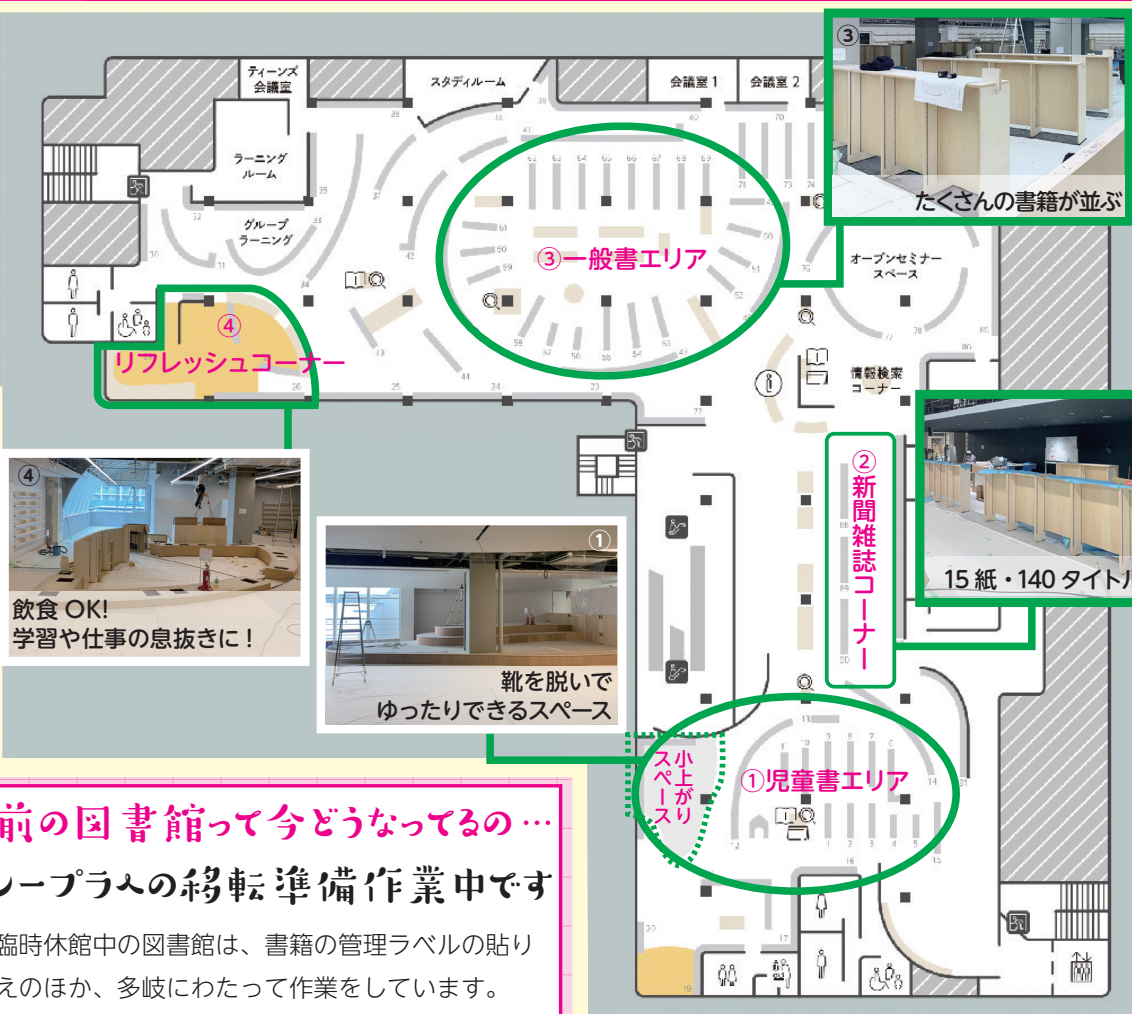 ティーンズ
会議室
スタディルーム
会議室 1
会議室 2
③
たくさんの書籍が並ぶ
ラーニング
ルーム
グループ
ラーニング
③一般書エリア
オープンセミナー
スペース
④
リフレッシュコーナー
情報検索
コーナー
②新聞雑誌コーナー
15 紙・140 タイトル
④
飲食 OK!
学習や仕事の息抜きに！
①
靴を脱いで
ゆったりできるスペース
小上がり
スペース
①児童書エリア
前の図書館って今どうなってるの…
ループラスへの移転準備作業中です
臨時休館中の図書館は、書籍の管理ラベルの貼り
えのほか、多岐にわたって作業をしています。